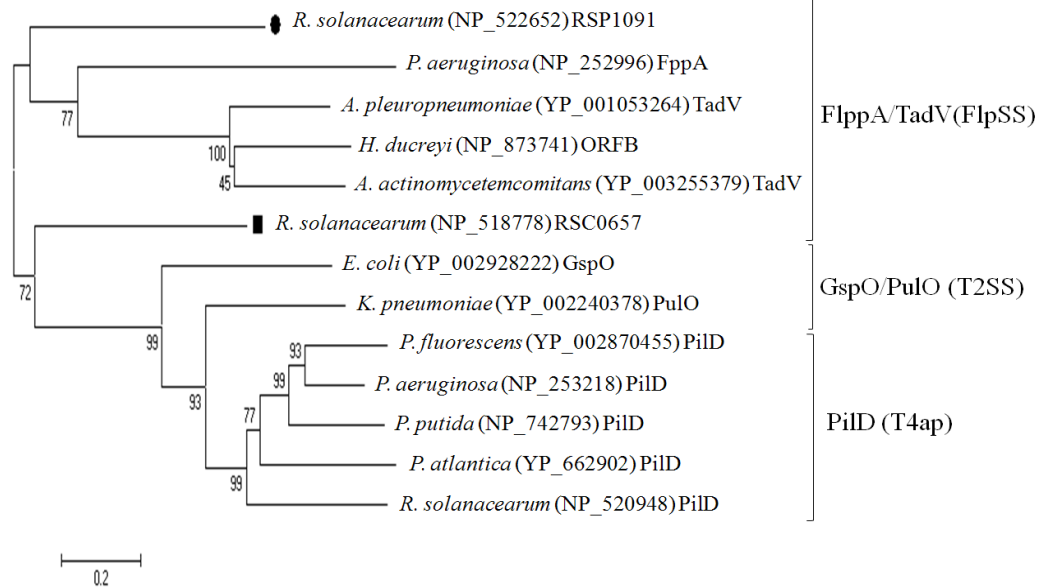 R. solanacearum (NP_522652) RSP1091
P. aeruginosa (NP_252996) FppA
77
A. pleuropneumoniae (YP_001053264) TadV
FlppA/TadV(FlpSS)
100
H. ducreyi (NP_873741) ORFB
45
A. actinomycetemcomitans (YP_003255379) TadV
R. solanacearum (NP_518778) RSC0657
72
E. coli (YP_002928222) GspO
GspO/PulO (T2SS)
K. pneumoniae (YP_002240378) PulO
99
P. fluorescens (YP_002870455) PilD
93
99
P. aeruginosa (NP_253218) PilD
93
77
P. putida (NP_742793) PilD
PilD (T4ap)
P. atlantica (YP_662902) PilD
99
R. solanacearum (NP_520948) PilD
0.2